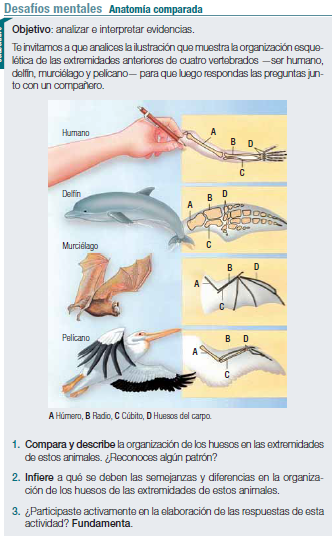 Desafíos mentales Anatomía comparada
Objetivo: analizar e interpretar evidencias.
Te invitamos a que analices la ilustración que muestra la organización esque-
lética de las extremidades anteriores de cuatro vertebrados —ser humano,
delfín, murciélago y pelícano— para que luego respondas las preguntas jun-
to con un compañero.
Humano
A
B
D
C
Delfín
A
B
D
C
Murciélago
A
B
D
C
Pelícano
A
B
D
C
A Húmero, B Radio, C Cúbito, D Huesos del carpo.
1. Compara y describe la organización de los huesos en las extremidades
de estos animales. ¿Reconoces algún patrón?
2. Infiere a qué se deben las semejanzas y diferencias en la organiza-
ción de los huesos de las extremidades de estos animales.
3. ¿Participaste activamente en la elaboración de las respuestas de esta
actividad? Fundamenta.